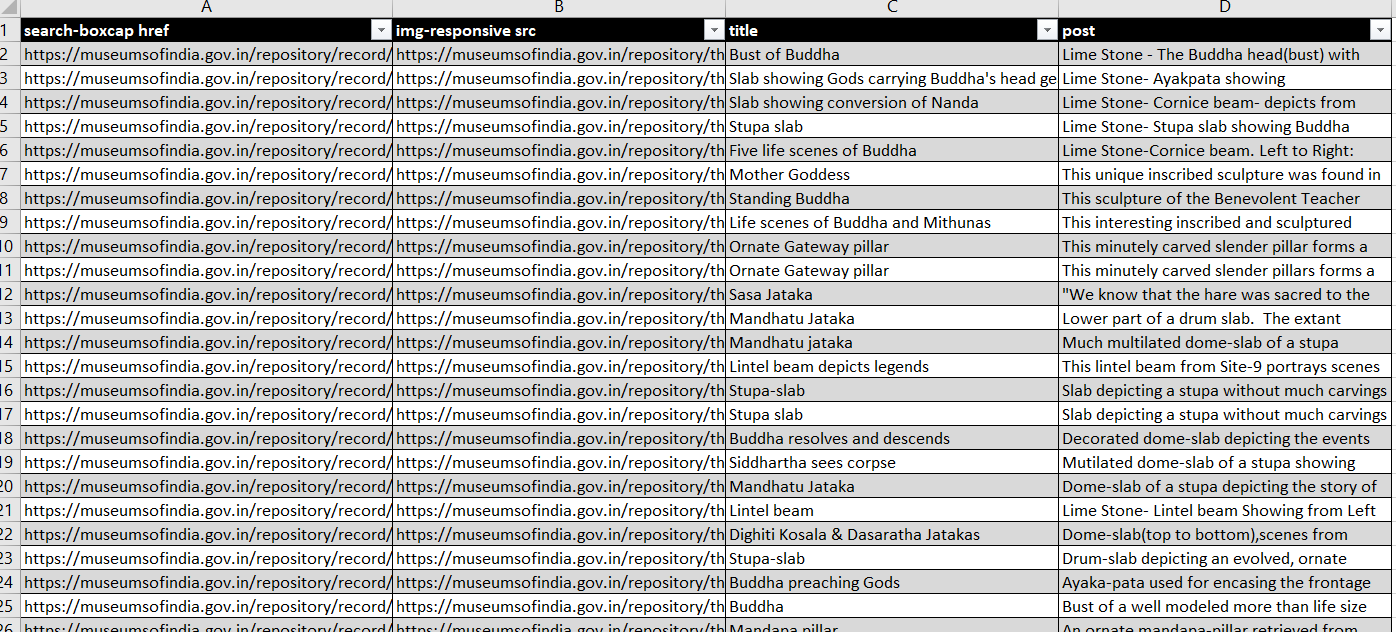 A B C D
1 search-boxcap href img-responsive src title post
2 https://museumsofindia.gov.in/repository/record/ https://museumsofindia.gov.in/repository/th Bust of Buddha Lime Stone - The Buddha head(bust) with
3 https://museumsofindia.gov.in/repository/record/ https://museumsofindia.gov.in/repository/th Slab showing Gods carrying Buddha's head ge Lime Stone- Ayakpata showing
4 https://museumsofindia.gov.in/repository/record/ https://museumsofindia.gov.in/repository/th Slab showing conversion of Nanda Lime Stone- Cornice beam- depicts from
5 https://museumsofindia.gov.in/repository/record/ https://museumsofindia.gov.in/repository/th Stupa slab Lime Stone- Stupa slab showing Buddha
6 https://museumsofindia.gov.in/repository/record/ https://museumsofindia.gov.in/repository/th Five life scenes of Buddha Lime Stone-Cornice beam. Left to Right:
7 https://museumsofindia.gov.in/repository/record/ https://museumsofindia.gov.in/repository/th Mother Goddess This unique inscribed sculpture was found in
8 https://museumsofindia.gov.in/repository/record/ https://museumsofindia.gov.in/repository/th Standing Buddha This sculpture of the Benevolent Teacher
9 https://museumsofindia.gov.in/repository/record/ https://museumsofindia.gov.in/repository/th Life scenes of Buddha and Mithunas This interesting inscribed and sculptured
10 https://museumsofindia.gov.in/repository/record/ https://museumsofindia.gov.in/repository/th Ornate Gateway pillar This minutely carved slender pillar forms a
11 https://museumsofindia.gov.in/repository/record/ https://museumsofindia.gov.in/repository/th Ornate Gateway pillar This minutely carved slender pillars forms a
12 https://museumsofindia.gov.in/repository/record/ https://museumsofindia.gov.in/repository/th Sasa Jataka "We know that the hare was sacred to the
13 https://museumsofindia.gov.in/repository/record/ https://museumsofindia.gov.in/repository/th Mandhatu Jataka Lower part of a drum slab. The extant
14 https://museumsofindia.gov.in/repository/record/ https://museumsofindia.gov.in/repository/th Mandhatu jataka Much multilated dome-slab of a stupa
15 https://museumsofindia.gov.in/repository/record/ https://museumsofindia.gov.in/repository/th Lintel beam depicts legends This lintel beam from Site-9 portrays scenes
16 https://museumsofindia.gov.in/repository/record/ https://museumsofindia.gov.in/repository/th Stupa-slab Slab depicting a stupa without much carvings
17 https://museumsofindia.gov.in/repository/record/ https://museumsofindia.gov.in/repository/th Stupa slab Slab depicting a stupa without much carvings
18 https://museumsofindia.gov.in/repository/record/ https://museumsofindia.gov.in/repository/th Buddha resolves and descends Decorated dome-slab depicting the events
19 https://museumsofindia.gov.in/repository/record/ https://museumsofindia.gov.in/repository/th Siddhartha sees corpse Mutilated dome-slab of a stupa showing
20 https://museumsofindia.gov.in/repository/record/ https://museumsofindia.gov.in/repository/th Mandhatu Jataka Dome-slab of a stupa depicting the story of
21 https://museumsofindia.gov.in/repository/record/ https://museumsofindia.gov.in/repository/th Lintel beam Lime Stone- Lintel beam Showing from Left
22 https://museumsofindia.gov.in/repository/record/ https://museumsofindia.gov.in/repository/th Dighiti Kosala & Dasaratha Jatakas Dome-slab(top to bottom),scenes from
23 https://museumsofindia.gov.in/repository/record/ https://museumsofindia.gov.in/repository/th Stupa-slab Drum-slab depicting an evolved, ornate
24 https://museumsofindia.gov.in/repository/record/ https://museumsofindia.gov.in/repository/th Buddha preaching Gods Ayaka-pata used for encasing the frontage
25 https://museumsofindia.gov.in/repository/record/ https://museumsofindia.gov.in/repository/th Buddha Bust of a well modeled more than life size
26 https://museumsofindia.gov.in/repository/record/ https://museumsofindia.gov.in/repository/th Mandapa pillar An ornate mandapa-pillar retrieved from